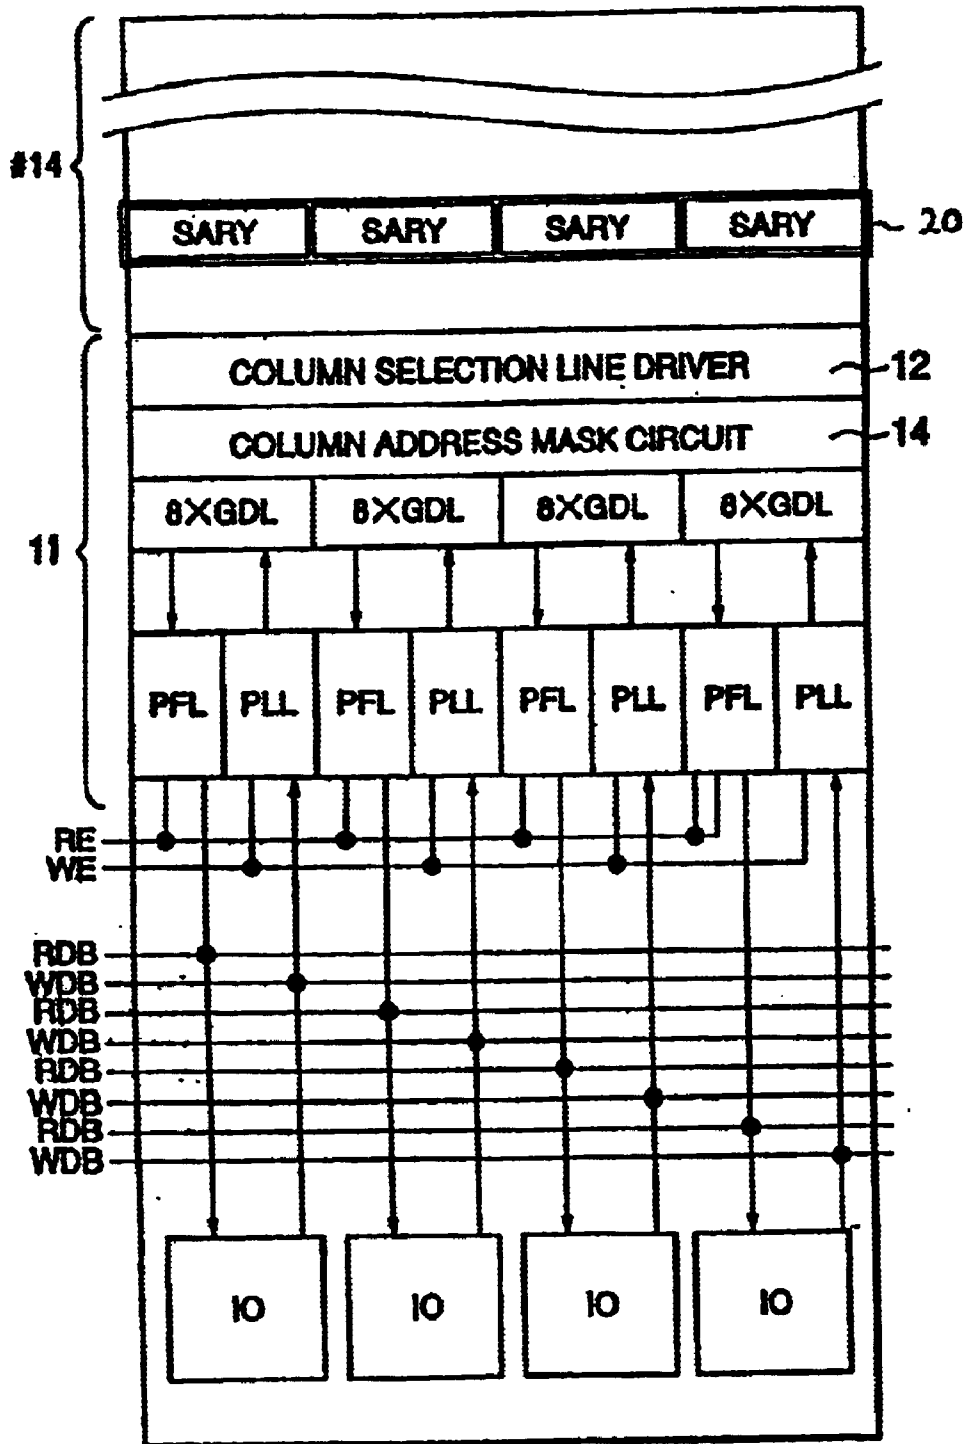 #14
SARY SARY SARY SARY 20
COLUMN SELECTION LINE DRIVER 12
COLUMN ADDRESS MASK CIRCUIT 14
11
8XGDL 8XGDL 8XGDL 8XGDL
PFL PLL PFL PLL PFL PLL PFL PLL
RE
WE
RDB
WDB
RDB
WDB
RDB
WDB
RDB
WDB
IO IO IO IO